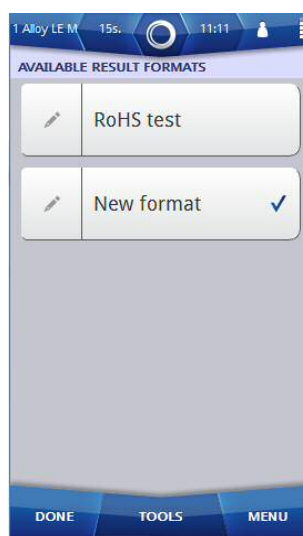 1 Alloy LE M 15s. 11:11
AVAILABLE RESULT FORMATS
RoHS test
New format
DONE TOOLS MENU